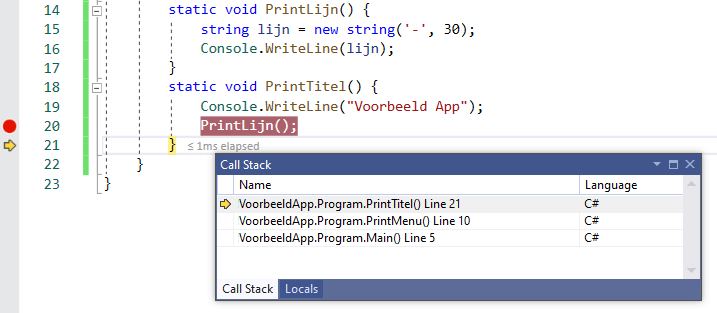 14 static void PrintLijn() {
15 string lijn = new string('-', 30);
16 Console.WriteLine(lijn);
17 }
18 static void PrintTitel() {
19 Console.WriteLine("Voorbeeld App");
20 PrintLijn();
21 } ≤ 1ms elapsed
22 }
23 }
Call Stack
Name Language
VoorbeeldApp.Program.PrintTitel() Line 21 C#
VoorbeeldApp.Program.PrintMenu() Line 10 C#
VoorbeeldApp.Program.Main() Line 5 C#
Call Stack Locals